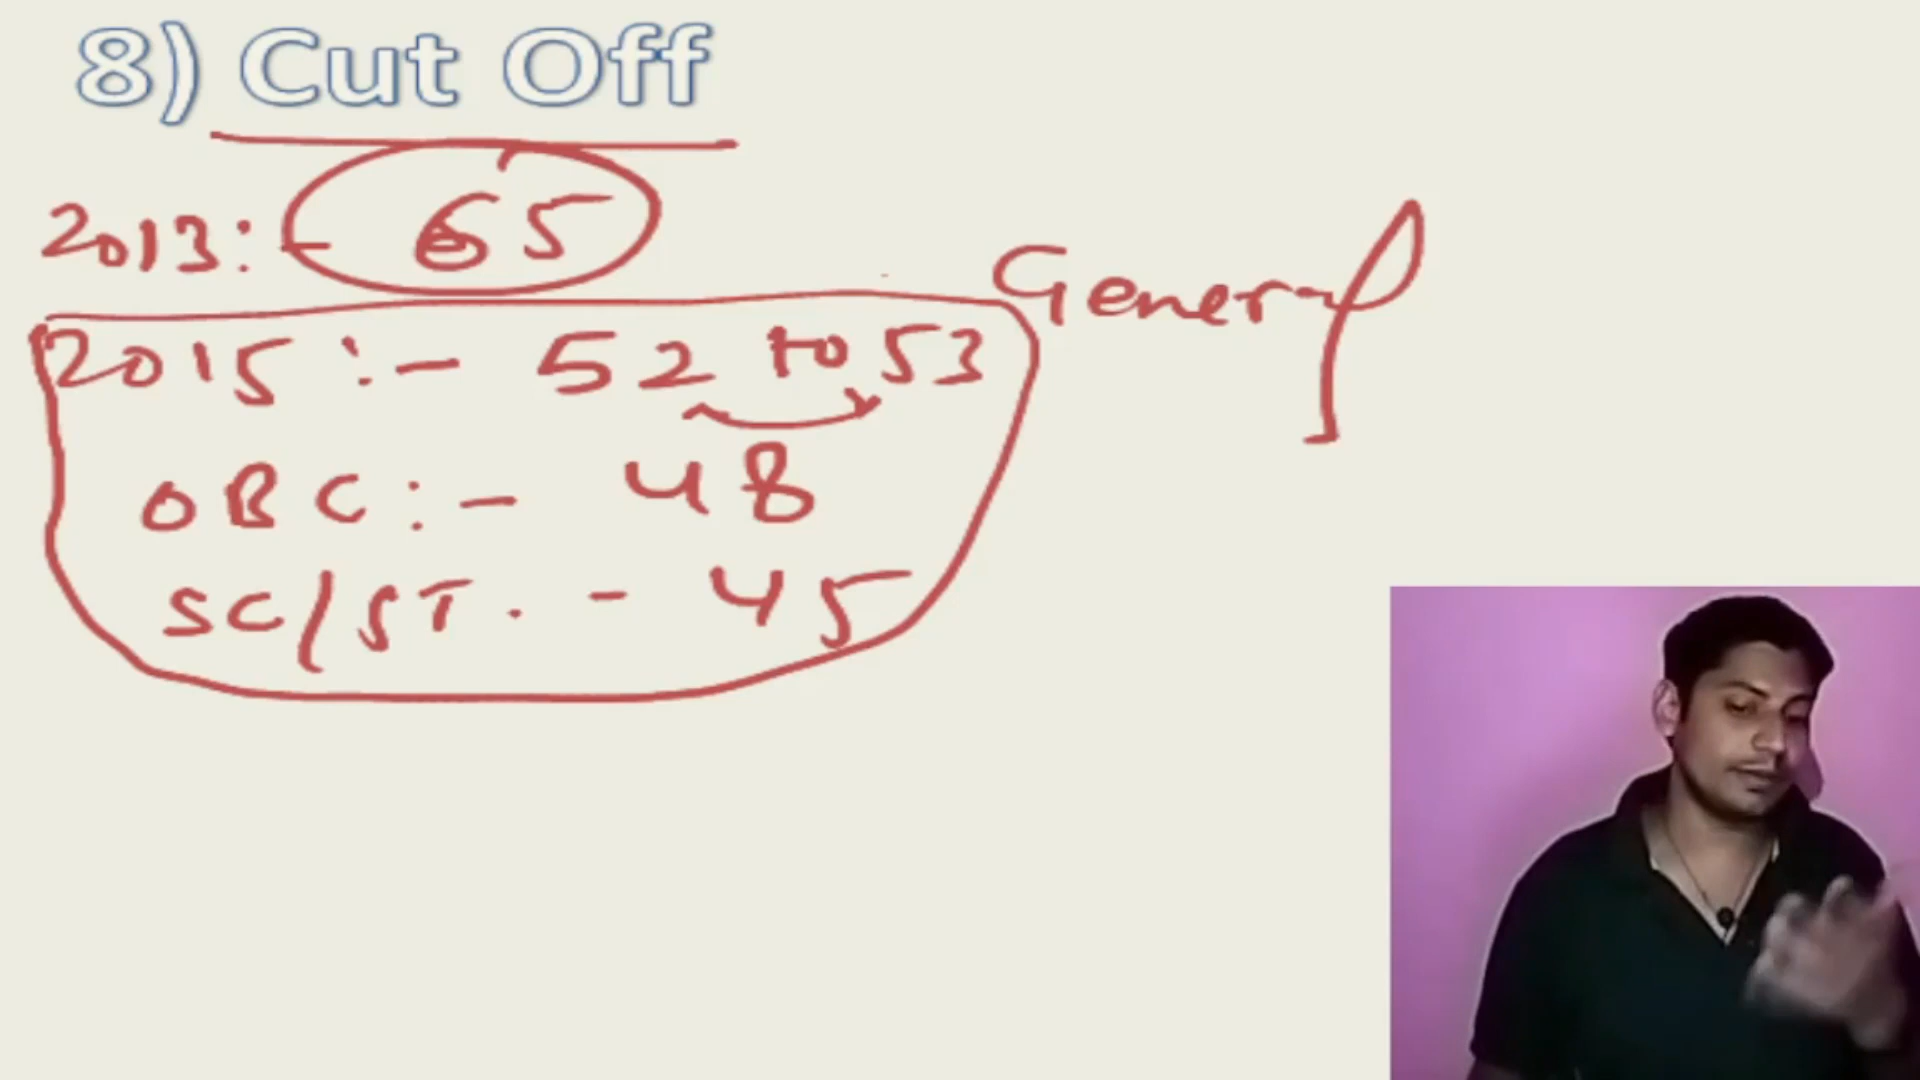 8) Cut Off
2013:- 65
General
2015:- 52 to 53
OBC:- 48
SC/ST. - 45